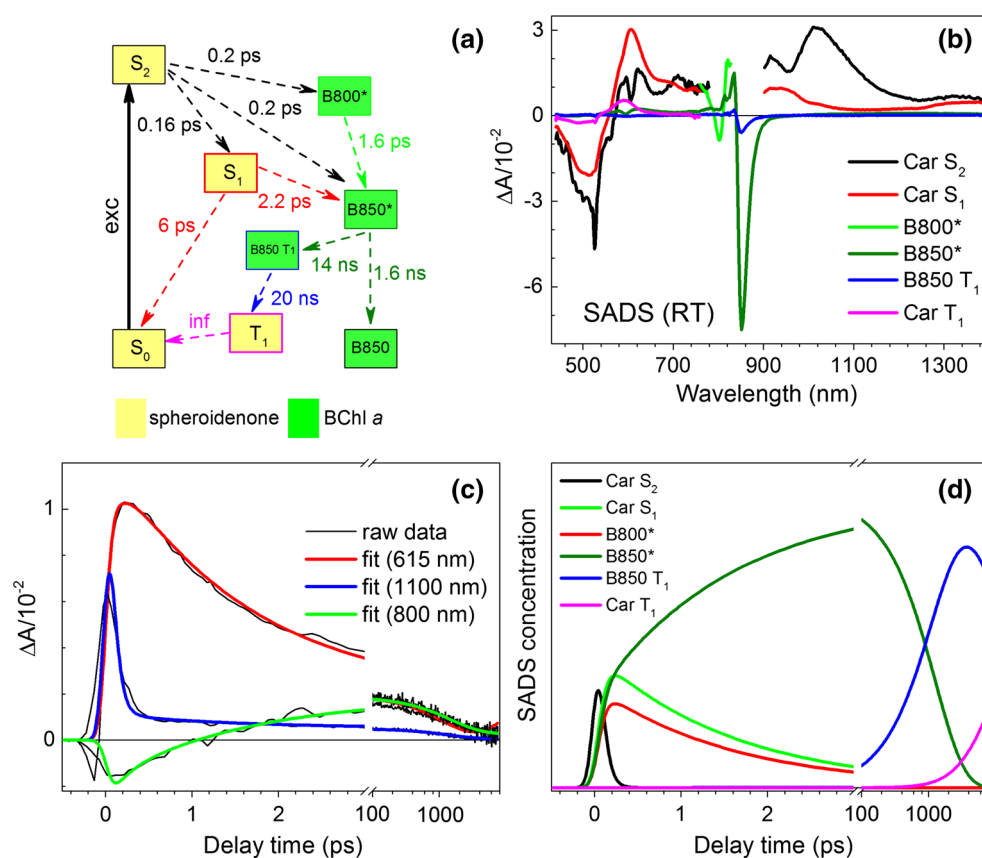 (a)
S2
0.2 ps
B800*
0.2 ps
0.16 ps
1.6 ps
S1
2.2 ps
B850*
exc
6 ps
B850 T1
14 ns
1.6 ns
20 ns
inf
S0
T1
B850
spheroidenone
BChl a
(b)
3
0
-3
-6
ΔA/10-2
Car S2
Car S1
B800*
B850*
B850 T1
Car T1
SADS (RT)
500 700 900 1100 1300
Wavelength (nm)
(c)
1
0
ΔA/10-2
raw data
fit (615 nm)
fit (1100 nm)
fit (800 nm)
0 1 2 100 1000
Delay time (ps)
(d)
Car S2
Car S1
B800*
B850*
B850 T1
Car T1
SADS concentration
0 1 2 100 1000
Delay time (ps)